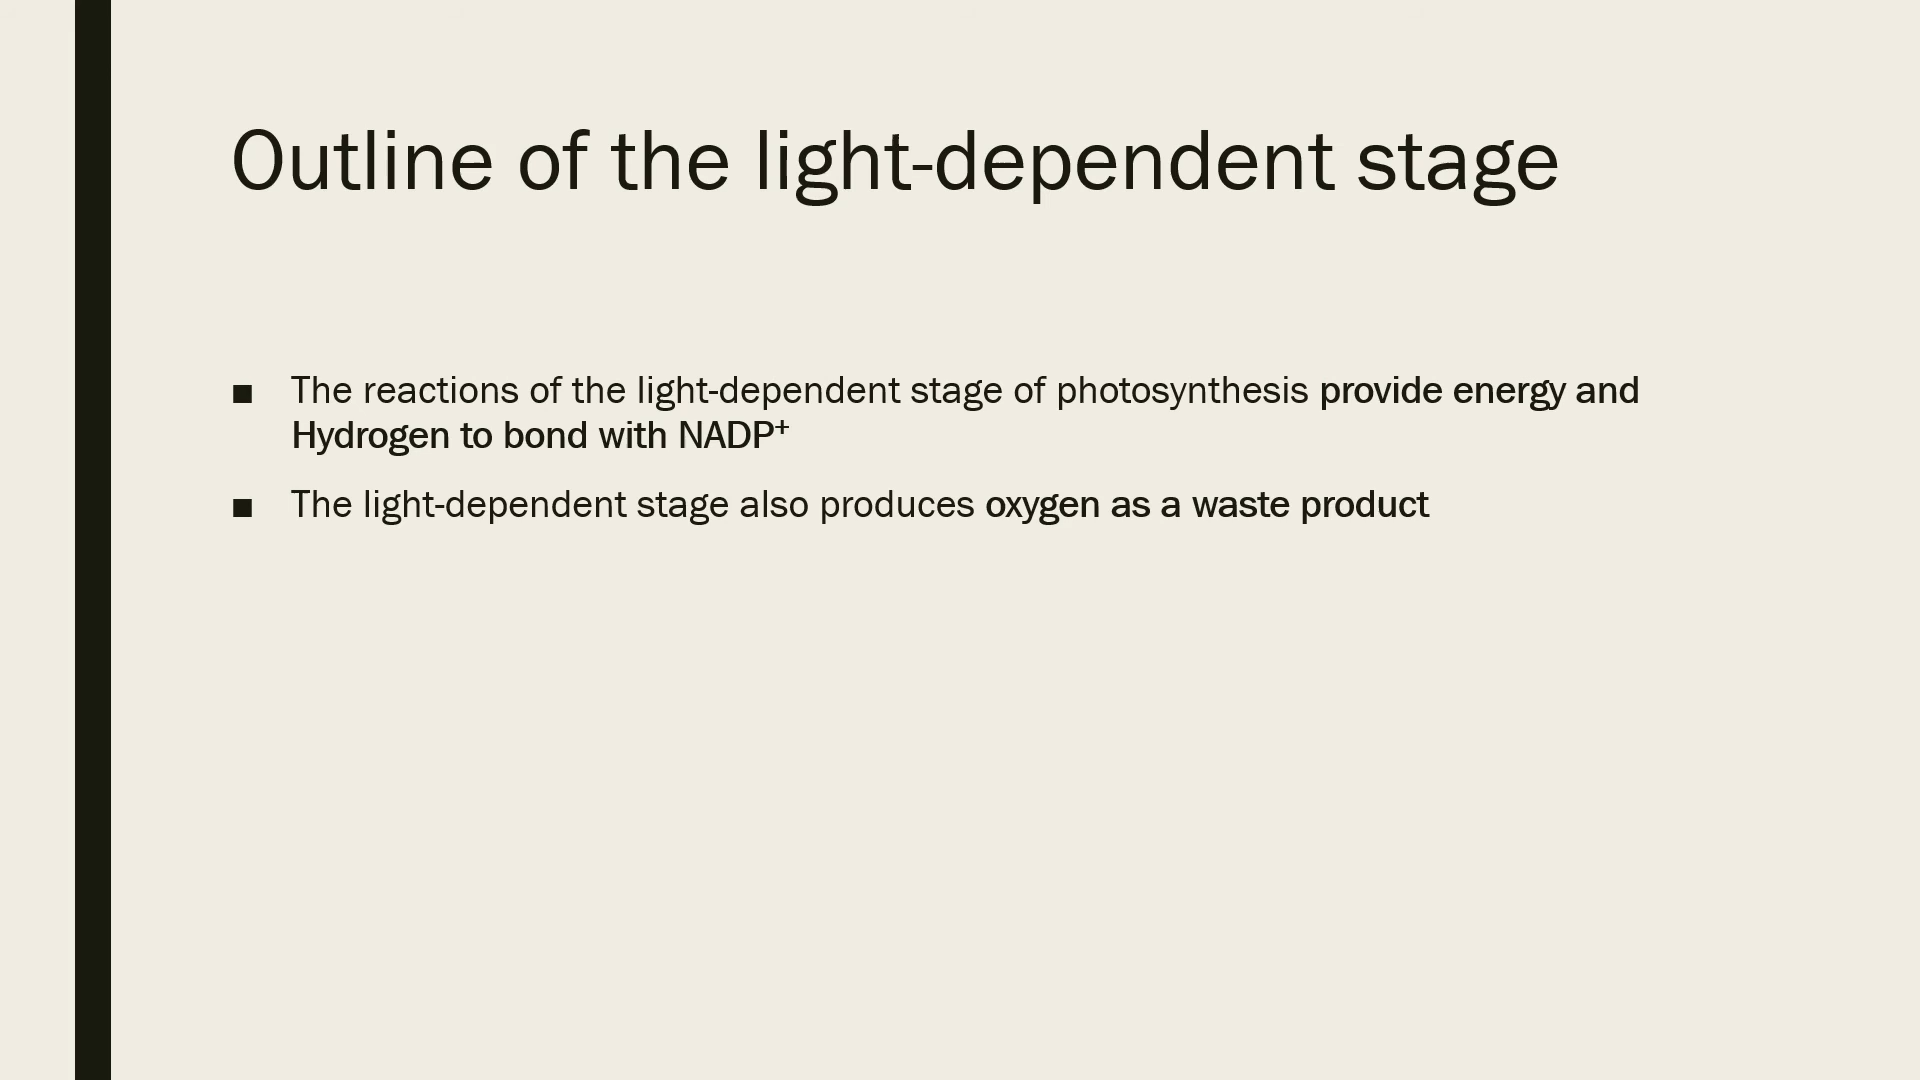 Outline of the light-dependent stage
■ The reactions of the light-dependent stage of photosynthesis provide energy and
Hydrogen to bond with NADP⁺
■ The light-dependent stage also produces oxygen as a waste product